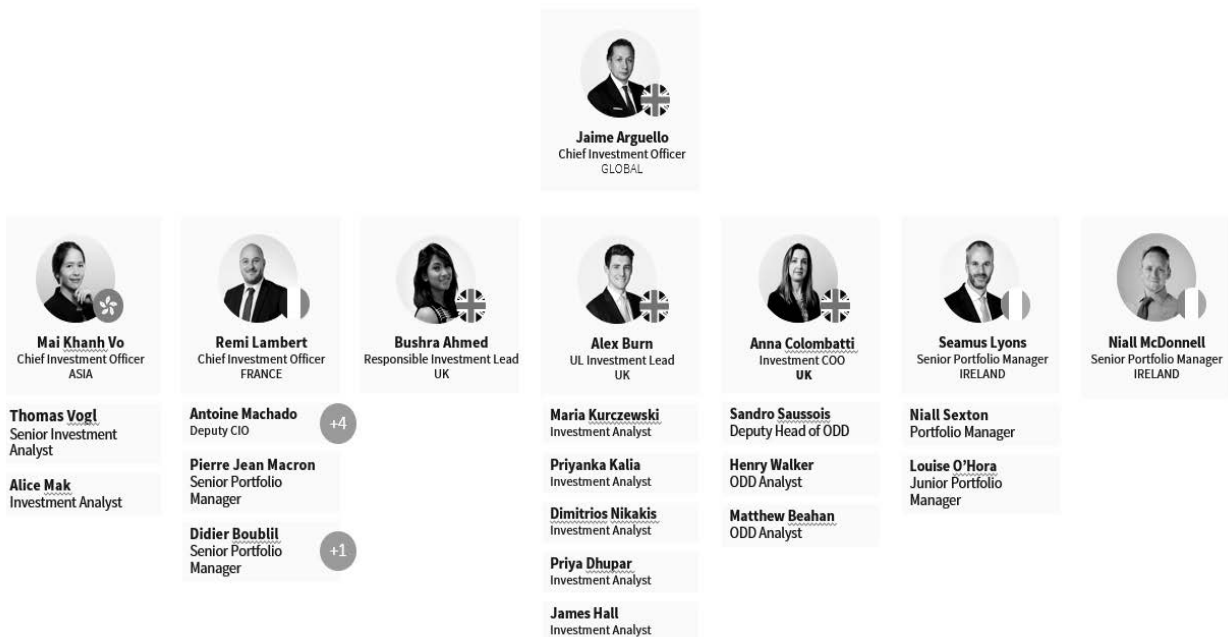 Jaime Arguello
Chief Investment Officer
GLOBAL
Mai Khanh Vo
Chief Investment Officer
ASIA
Thomas Vogl
Senior Investment
Analyst
Alice Mak
Investment Analyst
Remi Lambert
Chief Investment Officer
FRANCE
Antoine Machado
Deputy CIO
+4
Pierre Jean Macron
Senior Portfolio
Manager
Didier Boublil
Senior Portfolio
Manager
+1
Bushra Ahmed
Responsible Investment Lead
UK
Alex Burn
UL Investment Lead
UK
Maria Kurczewski
Investment Analyst
Priyanka Kalia
Investment Analyst
Dimitrios Nikakis
Investment Analyst
Priya Dhupar
Investment Analyst
James Hall
Investment Analyst
Anna Colombatti
Investment COO
UK
Sandro Saussois
Deputy Head of ODD
Henry Walker
ODD Analyst
Matthew Beahan
ODD Analyst
Seamus Lyons
Senior Portfolio Manager
IRELAND
Niall Sexton
Portfolio Manager
Louise O'Hora
Junior Portfolio
Manager
Niall McDonnell
Senior Portfolio Manager
IRELAND